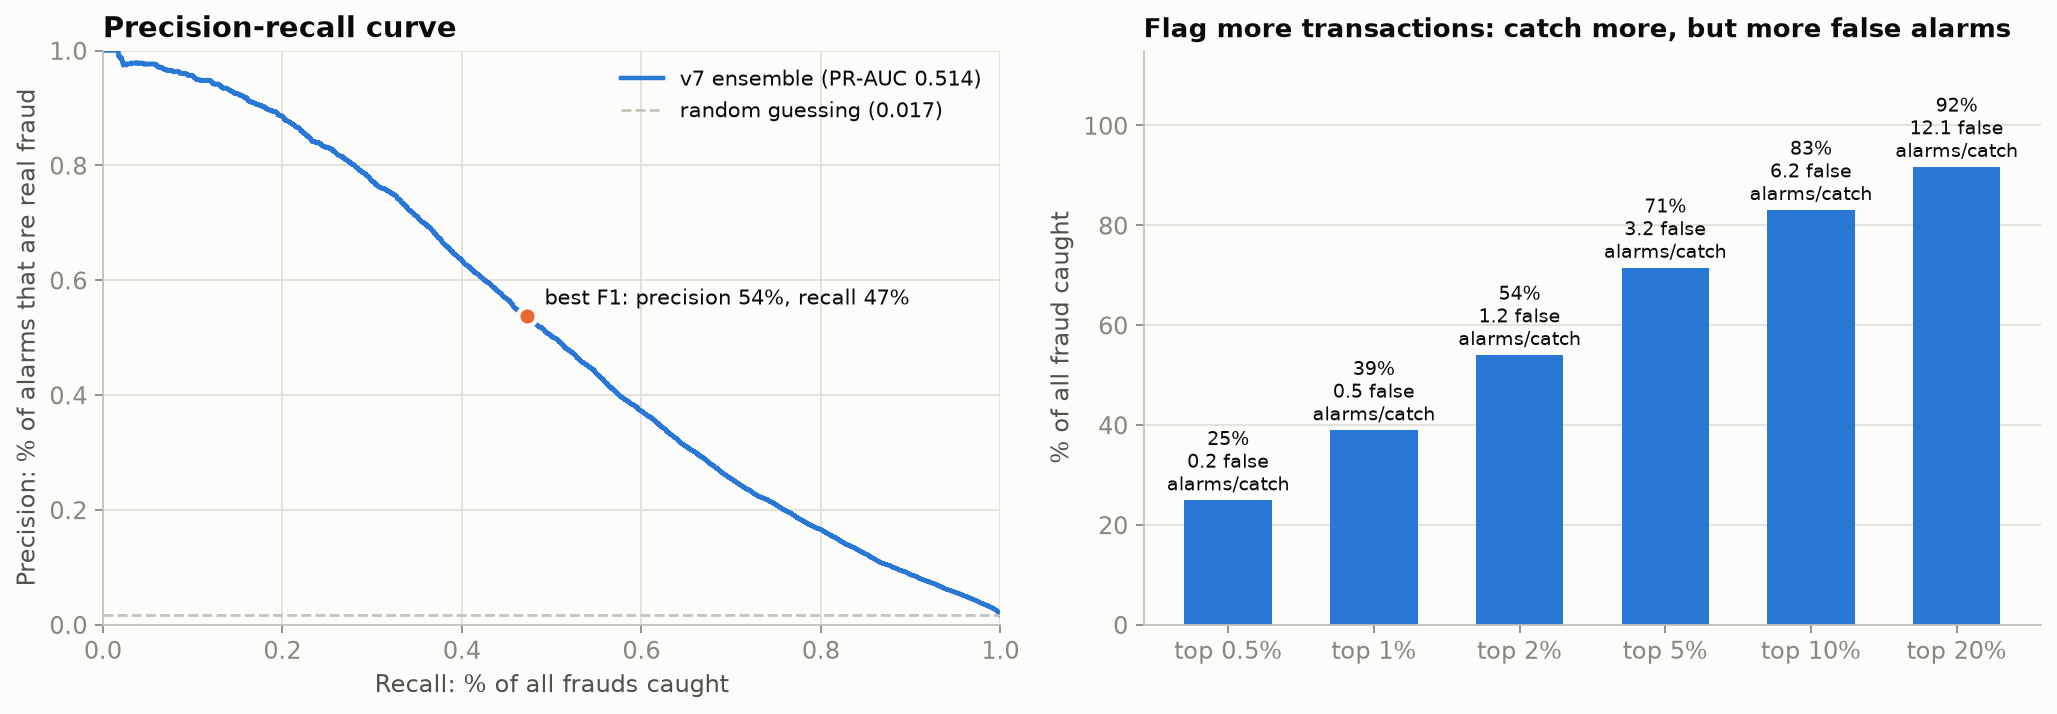 Precision-recall curve
1.0
0.8
0.6
0.4
0.2
0.0
Precision: % of alarms that are real fraud
v7 ensemble (PR-AUC 0.514)
random guessing (0.017)
best F1: precision 54%, recall 47%
0.0
0.2
0.4
0.6
0.8
1.0
Recall: % of all frauds caught
Flag more transactions: catch more, but more false alarms
100
80
60
40
20
0
% of all fraud caught
25%
0.2 false
alarms/catch
39%
0.5 false
alarms/catch
54%
1.2 false
alarms/catch
71%
3.2 false
alarms/catch
83%
6.2 false
alarms/catch
92%
12.1 false
alarms/catch
top 0.5%
top 1%
top 2%
top 5%
top 10%
top 20%